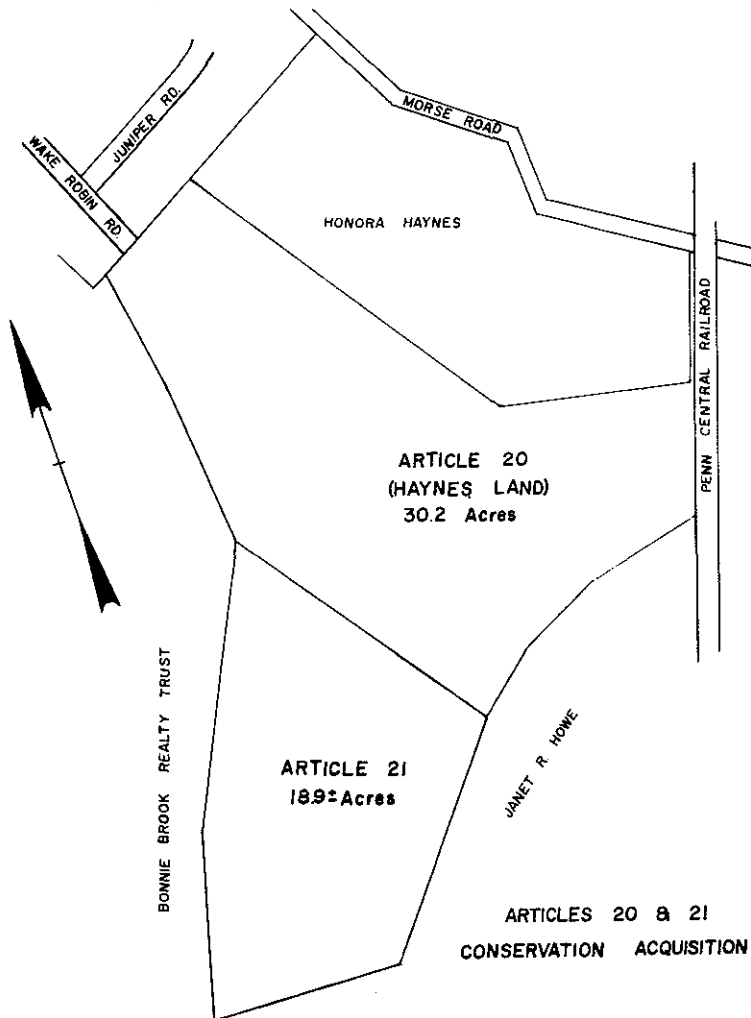 MORSE ROAD
JUNIPER RD.
WAKE ROBIN RD.
HONORA HAYNES
PENN CENTRAL RAILROAD
ARTICLE 20
(HAYNES LAND)
30.2 Acres
BONNIE BROOK REALTY TRUST
ARTICLE 21
18.9± Acres
JANET R. HOWE
ARTICLES 20 & 21
CONSERVATION ACQUISITION